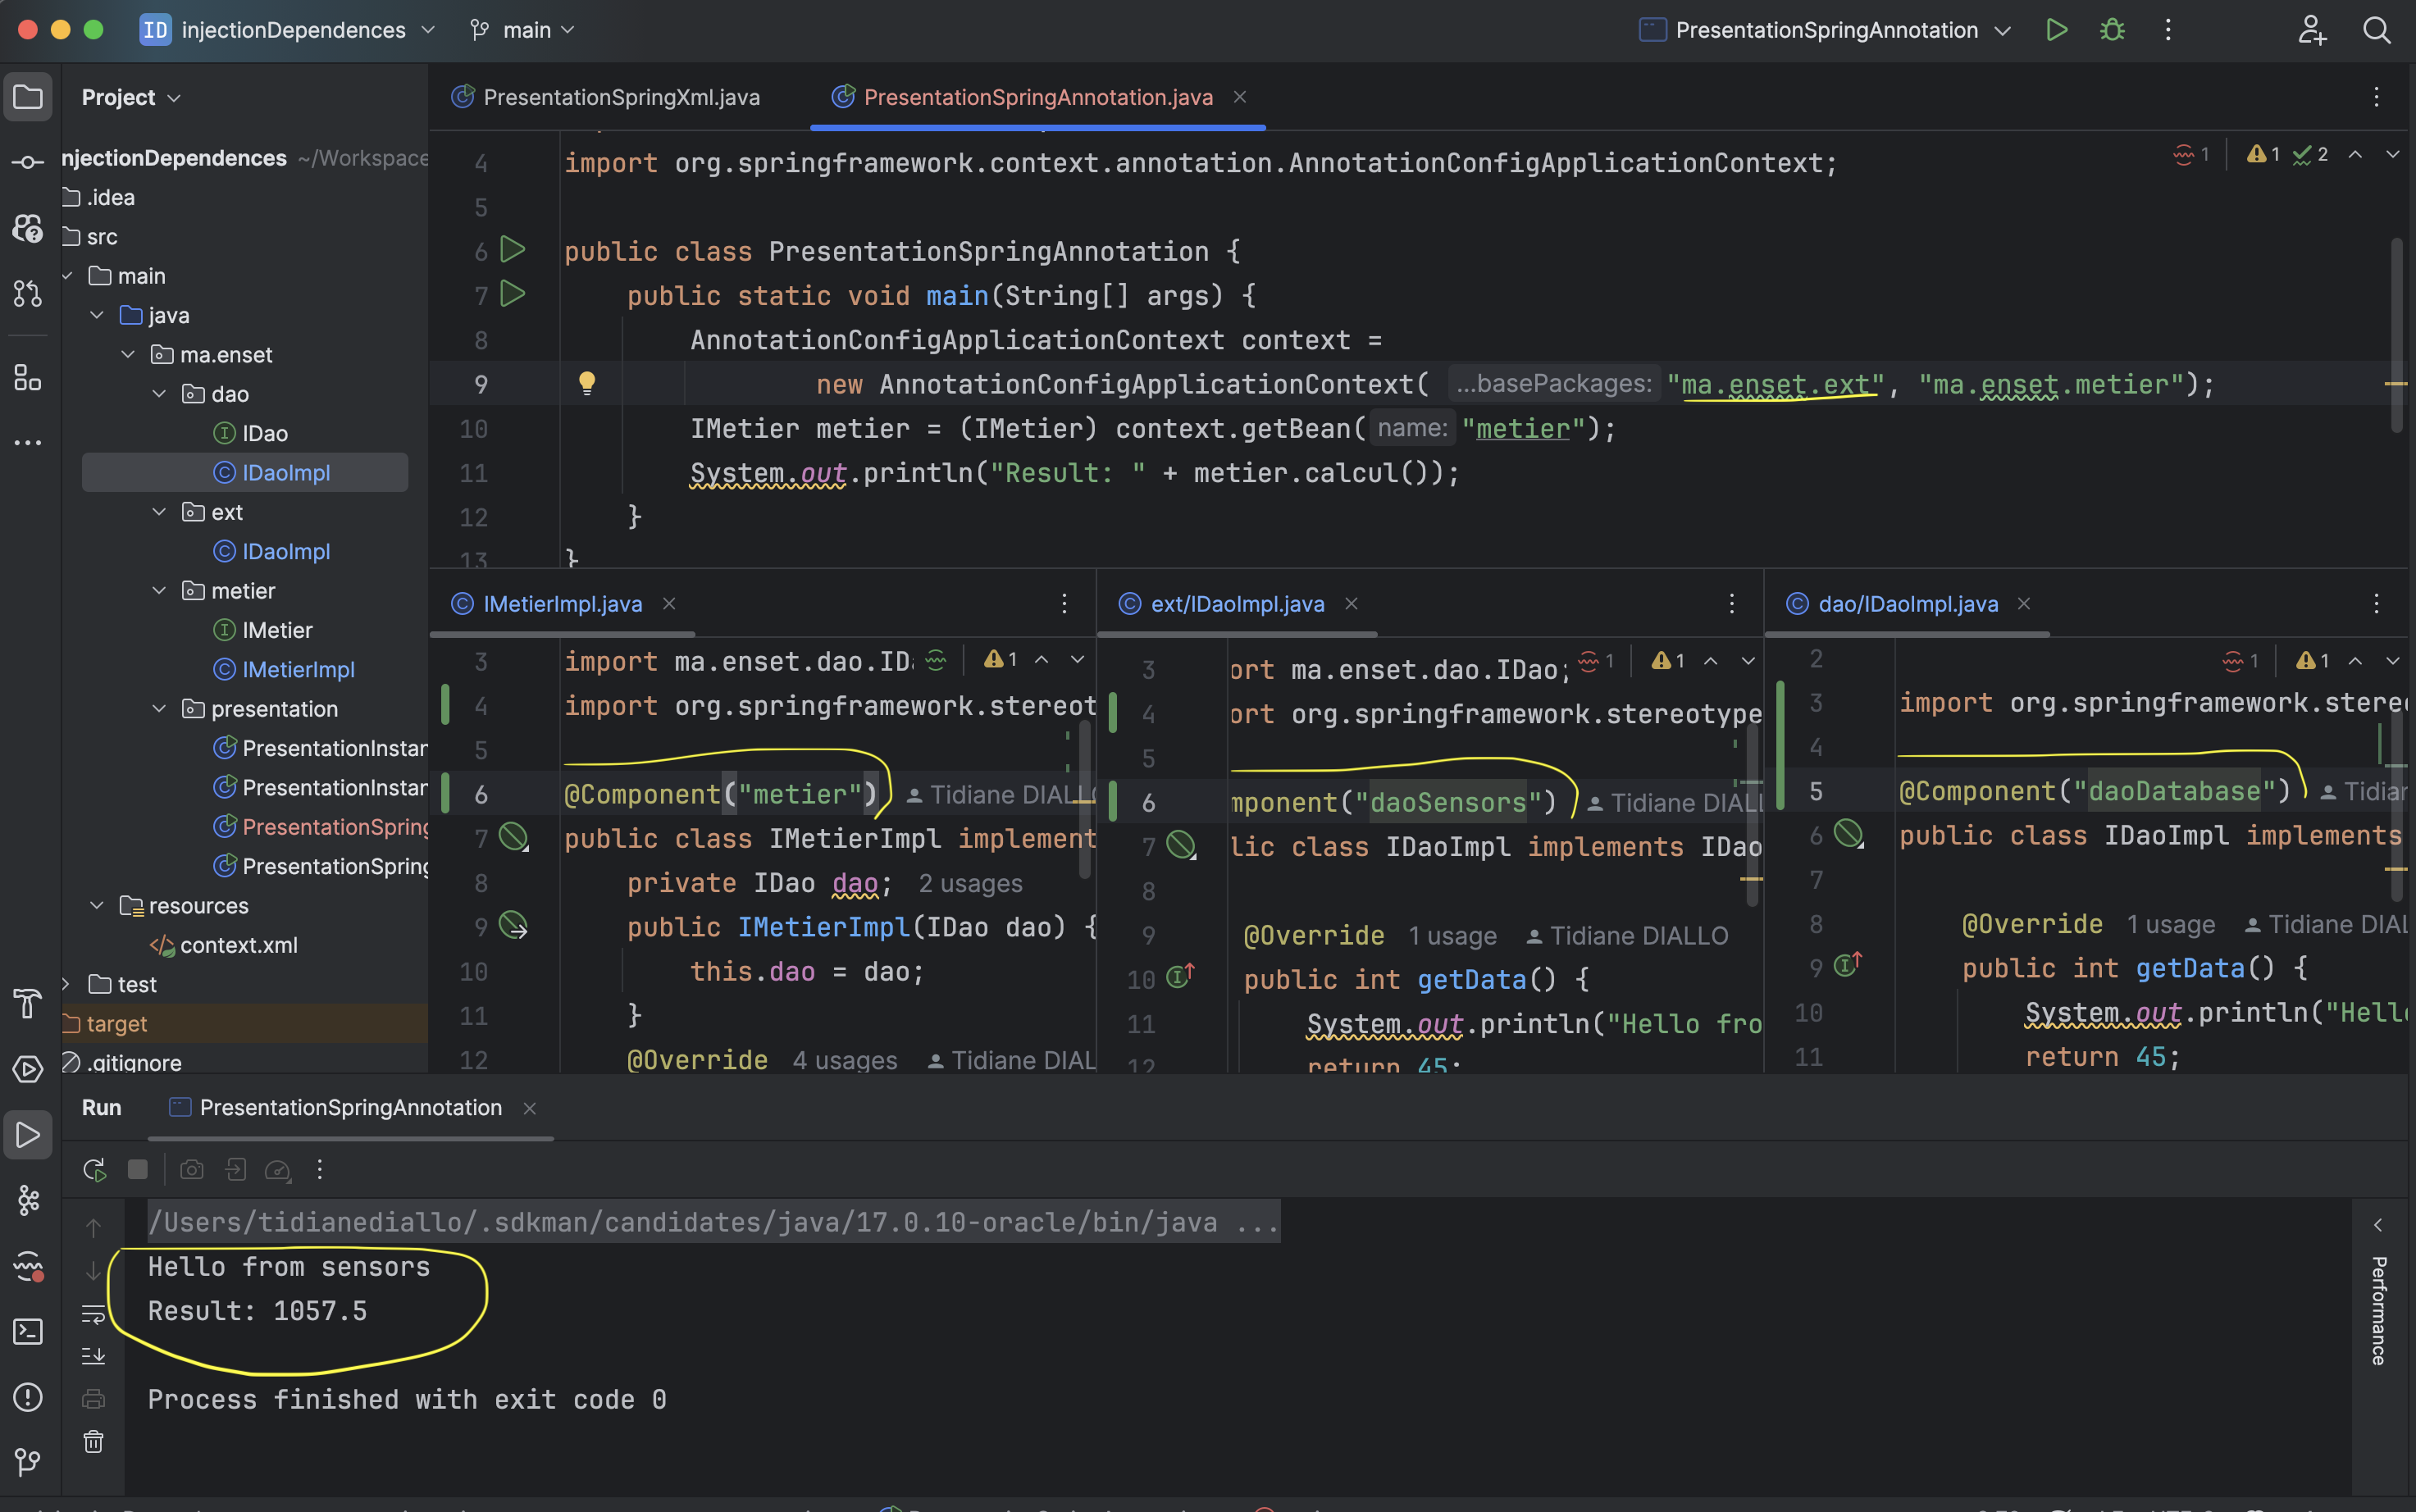 ID injectionDependences main PresentationSpringAnnotation
Project
njectionDependences ~/Workspace
.idea
src
main
java
ma.enset
dao
IDao
IDaoImpl
ext
IDaoImpl
metier
IMetier
IMetierImpl
presentation
PresentationInstar
PresentationInstar
PresentationSpring
PresentationSpring
resources
context.xml
test
target
.gitignore
PresentationSpringXml.java PresentationSpringAnnotation.java
1 1 2
4 import org.springframework.context.annotation.AnnotationConfigApplicationContext;
5
6 public class PresentationSpringAnnotation {
7 public static void main(String[] args) {
8 AnnotationConfigApplicationContext context =
9 new AnnotationConfigApplicationContext( ...basePackages: "ma.enset.ext", "ma.enset.metier");
10 IMetier metier = (IMetier) context.getBean( name: "metier");
11 System.out.println("Result: " + metier.calcul());
12 }
13 }
IMetierImpl.java
1
3 import ma.enset.dao.ID
4 import org.springframework.stereot
5
6 @Component("metier") Tidiane DIALLO
7 public class IMetierImpl implement
8 private IDao dao; 2 usages
9 public IMetierImpl(IDao dao) {
10 this.dao = dao;
11 }
12 @Override 4 usages Tidiane DIAL
ext/IDaoImpl.java
1 1
3 ort ma.enset.dao.IDao;
4 ort org.springframework.stereotype
5
6 mponent("daoSensors") Tidiane DIALL
7 lic class IDaoImpl implements IDao
8
9 @Override 1 usage Tidiane DIALLO
10 public int getData() {
11 System.out.println("Hello fro
12 return 45;
dao/IDaoImpl.java
1 1
2
3 import org.springframework.stere
4
5 @Component("daoDatabase") Tidiar
6 public class IDaoImpl implements
7
8 @Override 1 usage Tidiane DIAL
9 public int getData() {
10 System.out.println("Hell
11 return 45;
Run PresentationSpringAnnotation
/Users/tidianediallo/.sdkman/candidates/java/17.0.10-oracle/bin/java ...
Hello from sensors
Result: 1057.5
Process finished with exit code 0
Performance